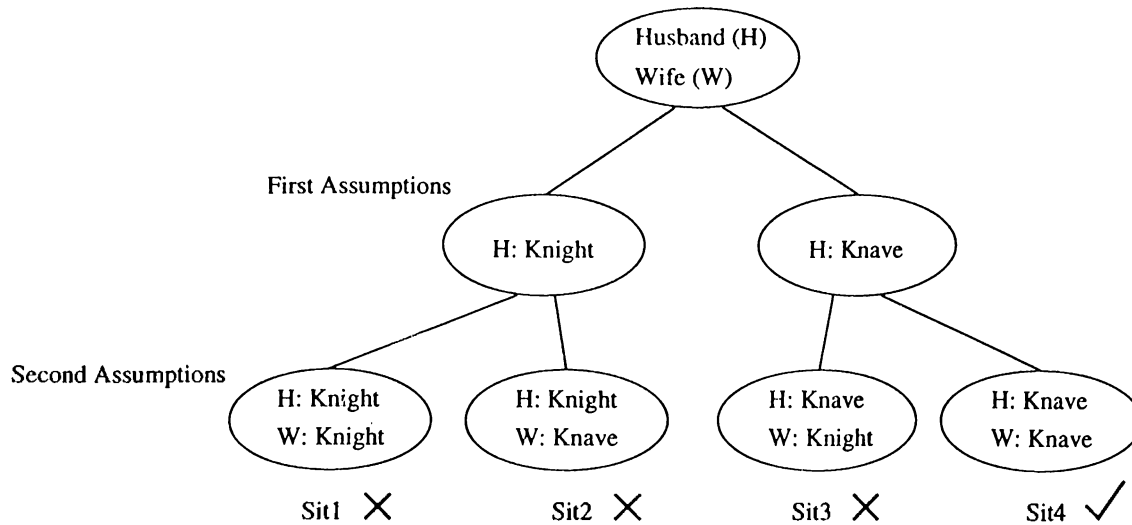 Husband (H)
Wife (W)
First Assumptions
H: Knight
H: Knave
Second Assumptions
H: Knight
W: Knight
H: Knight
W: Knave
H: Knave
W: Knight
H: Knave
W: Knave
Sit1
Sit2
Sit3
Sit4